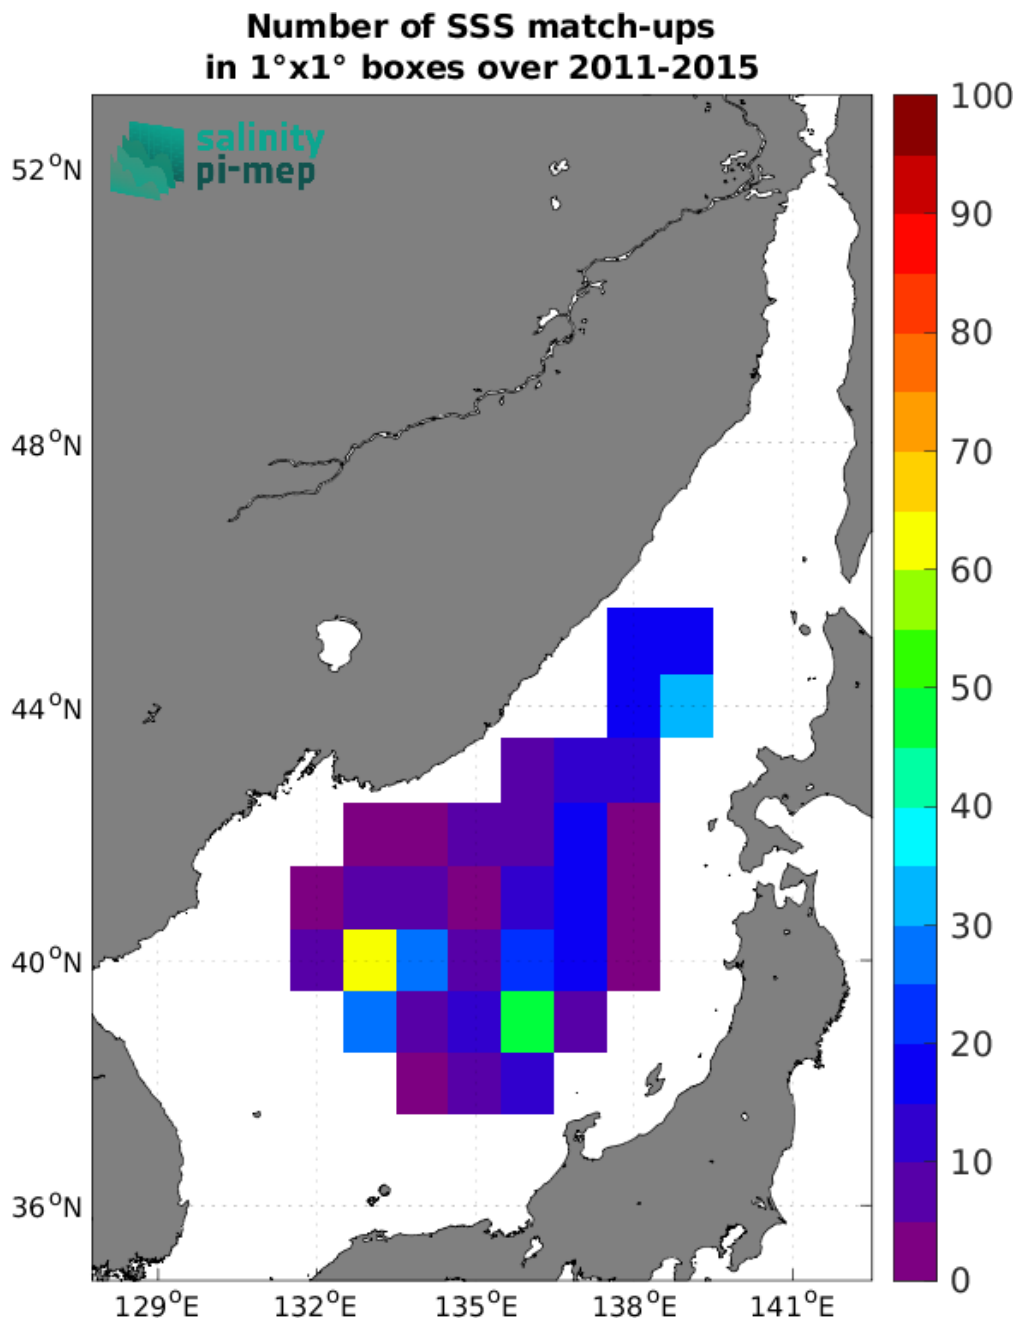 Number of SSS match-ups
in 1°x1° boxes over 2011-2015
salinity
pi-mep
52°N
48°N
44°N
40°N
36°N
129°E
132°E
135°E
138°E
141°E
100
90
80
70
60
50
40
30
20
10
0